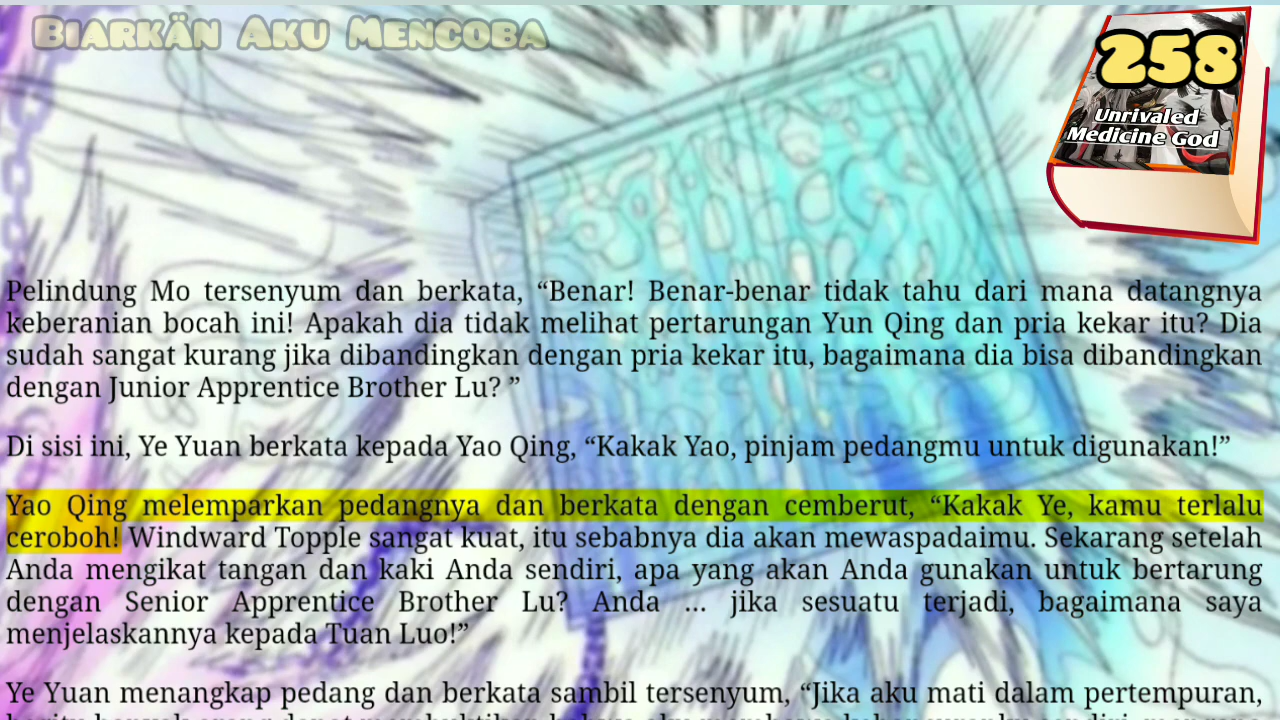 Biarkän Aku Mencoba
258
Unrivaled
Medicine God
Pelindung Mo tersenyum dan berkata, “Benar! Benar-benar tidak tahu dari mana datangnya
keberanian bocah ini! Apakah dia tidak melihat pertarungan Yun Qing dan pria kekar itu? Dia
sudah sangat kurang jika dibandingkan dengan pria kekar itu, bagaimana dia bisa dibandingkan
dengan Junior Apprentice Brother Lu? ”
Di sisi ini, Ye Yuan berkata kepada Yao Qing, “Kakak Yao, pinjam pedangmu untuk digunakan!”
Yao Qing melemparkan pedangnya dan berkata dengan cemberut, “Kakak Ye, kamu terlalu
ceroboh! Windward Topple sangat kuat, itu sebabnya dia akan mewaspadaimu. Sekarang setelah
Anda mengikat tangan dan kaki Anda sendiri, apa yang akan Anda gunakan untuk bertarung
dengan Senior Apprentice Brother Lu? Anda ... jika sesuatu terjadi, bagaimana saya
menjelaskannya kepada Tuan Luo!”
Ye Yuan menangkap pedang dan berkata sambil tersenyum, “Jika aku mati dalam pertempuran,